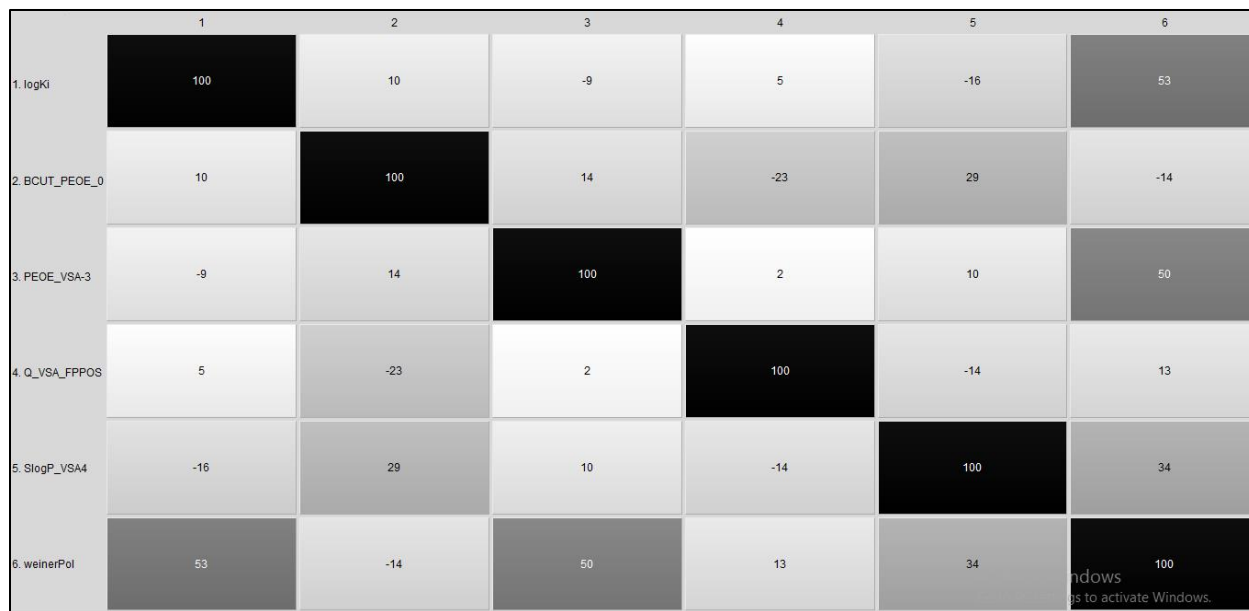 1 2 3 4 5 6
1. logKi 100 10 -9 5 -16 53
2. BCUT_PEOE_0 10 100 14 -23 29 -14
3. PEOE_VSA-3 -9 14 100 2 10 50
4. Q_VSA_FPPOS 5 -23 2 100 -14 13
5. SlogP_VSA4 -16 29 10 -14 100 34
6. weinerPol 53 -14 50 13 34 100
ndows
gs to activate Windows.